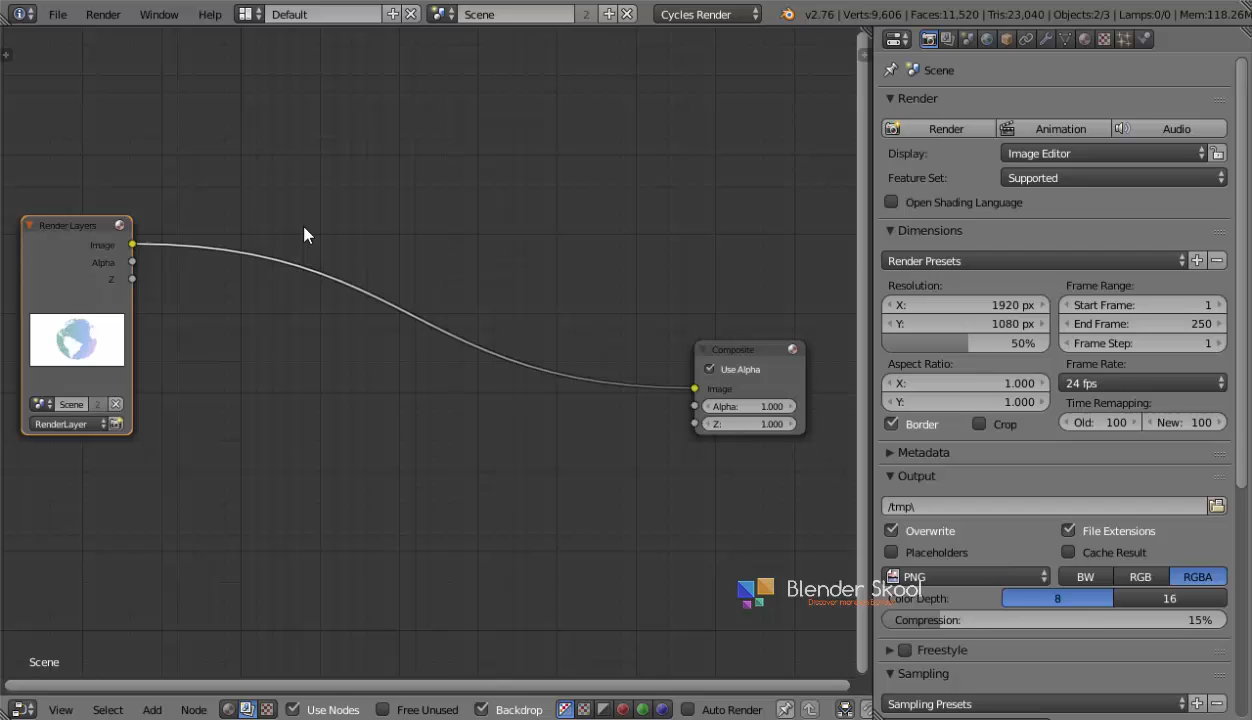 File Render Window Help Default Scene 2 Cycles Render v2.76 | Verts:9,606 | Faces:11,520 | Tris:23,040 | Objects:2/3 | Lamps:0/0 | Mem:118.26M
Scene
Render
Render Animation Audio
Display: Image Editor
Feature Set: Supported
Open Shading Language
Dimensions
Render Presets
Resolution: Frame Range:
X: 1920 px Start Frame: 1
Y: 1080 px End Frame: 250
50% Frame Step: 1
Aspect Ratio: Frame Rate:
X: 1.000 24 fps
Y: 1.000 Time Remapping:
Border Crop Old: 100 New: 100
Metadata
Output
/tmp\
Overwrite File Extensions
Placeholders Cache Result
PNG BW RGB RGBA
Color Depth: 8 16
Compression: 15%
Freestyle
Sampling
Sampling Presets
Render Layers
Image
Alpha
Z
Scene 2
RenderLayer
Composite
Use Alpha
Image
Alpha: 1.000
Z: 1.000
Blender Skool
Scene
View Select Add Node Use Nodes Free Unused Backdrop Auto Render